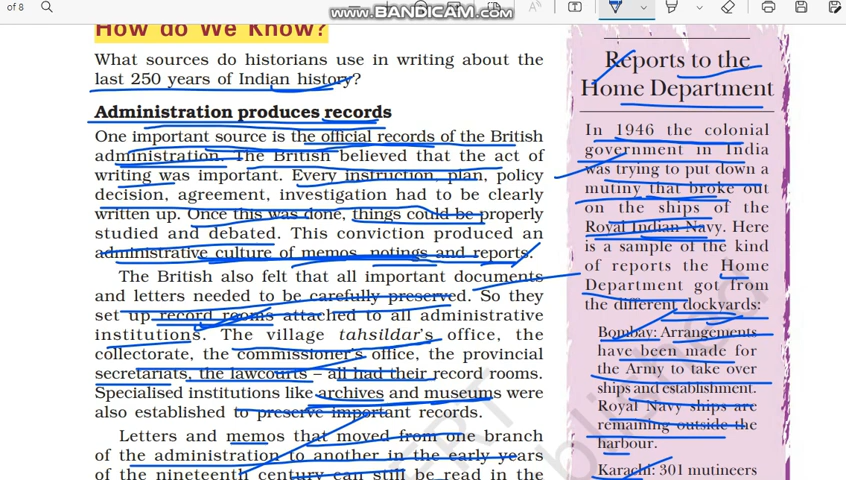 of 8
www.BANDICAM.com
How do We Know?
What sources do historians use in writing about the
last 250 years of Indian history?
Administration produces records
One important source is the official records of the British
administration. The British believed that the act of
writing was important. Every instruction, plan, policy
decision, agreement, investigation had to be clearly
written up. Once this was done, things could be properly
studied and debated. This conviction produced an
administrative culture of memos, notings and reports.
The British also felt that all important documents
and letters needed to be carefully preserved. So they
set up record rooms attached to all administrative
institutions. The village tahsildar's office, the
collectorate, the commissioner's office, the provincial
secretariats, the lawcourts – all had their record rooms.
Specialised institutions like archives and museums were
also established to preserve important records.
Letters and memos that moved from one branch
of the administration to another in the early years
of the nineteenth century can still be read in the
Reports to the
Home Department
In 1946 the colonial
government in India
was trying to put down a
mutiny that broke out
on the ships of the
Royal Indian Navy. Here
is a sample of the kind
of reports the Home
Department got from
the different dockyards:
Bombay: Arrangements
have been made for
the Army to take over
ships and establishment.
Royal Navy ships are
remaining outside the
harbour.
Karachi: 301 mutineers